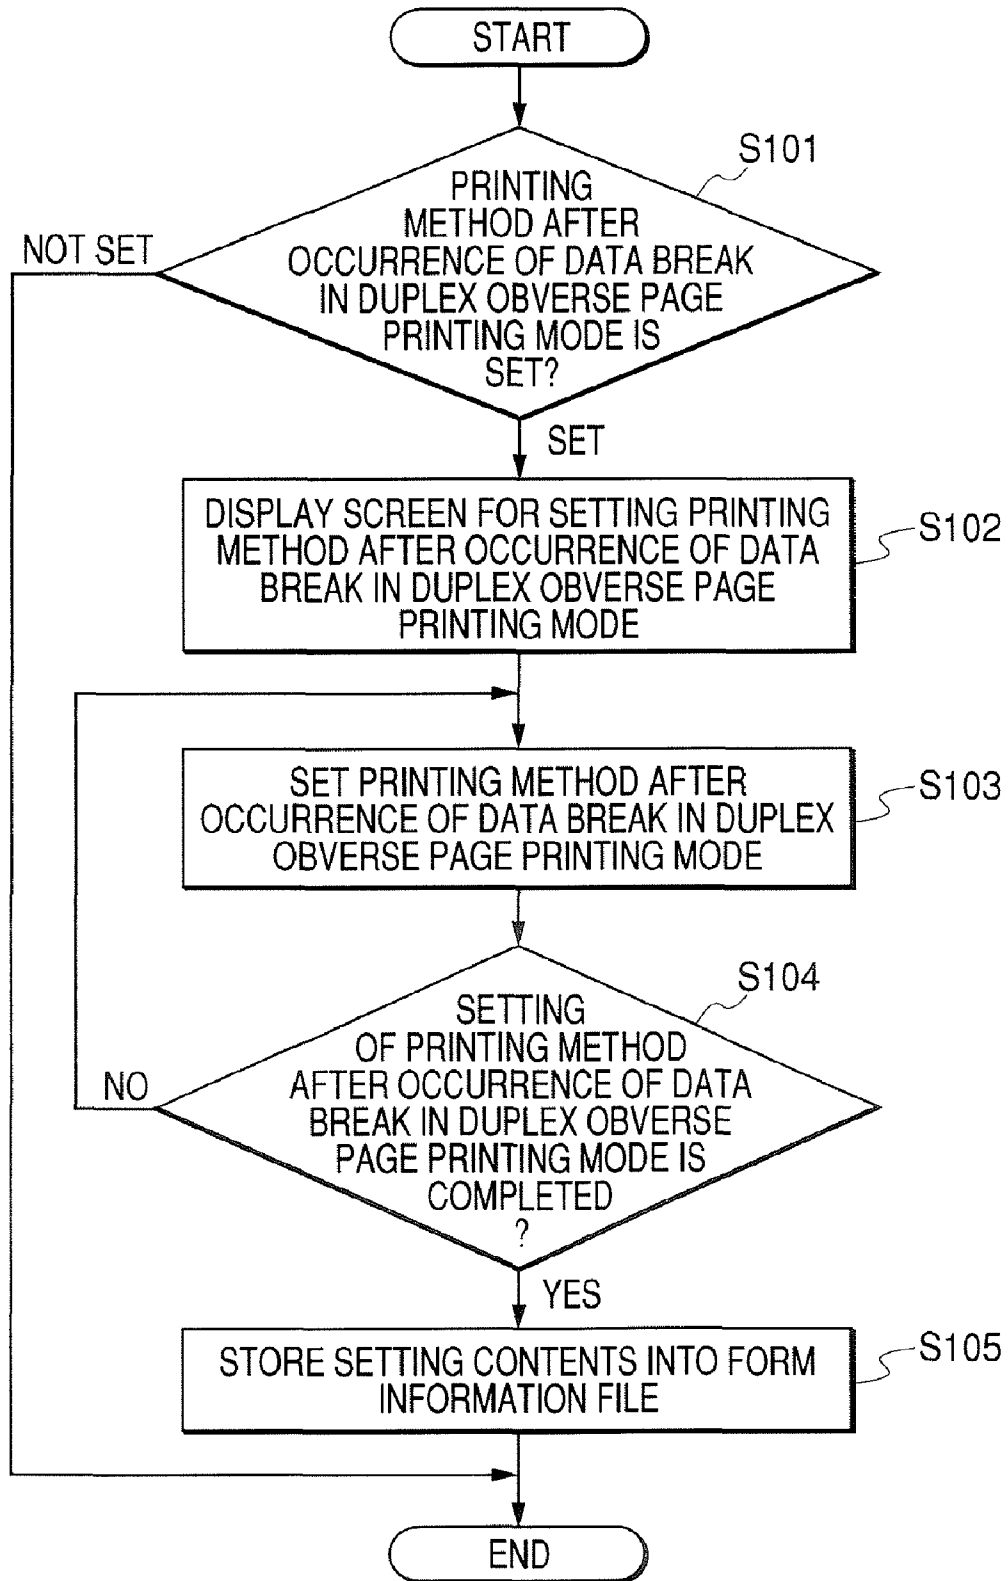 START
S101
PRINTING
METHOD AFTER
OCCURRENCE OF DATA BREAK
IN DUPLEX OBVERSE PAGE
PRINTING MODE IS
SET?
NOT SET
SET
DISPLAY SCREEN FOR SETTING PRINTING
METHOD AFTER OCCURRENCE OF DATA
BREAK IN DUPLEX OBVERSE PAGE
PRINTING MODE
S102
SET PRINTING METHOD AFTER
OCCURRENCE OF DATA BREAK IN DUPLEX
OBVERSE PAGE PRINTING MODE
S103
S104
SETTING
OF PRINTING METHOD
AFTER OCCURRENCE OF DATA
BREAK IN DUPLEX OBVERSE
PAGE PRINTING MODE IS
COMPLETED
?
NO
YES
STORE SETTING CONTENTS INTO FORM
INFORMATION FILE
S105
END